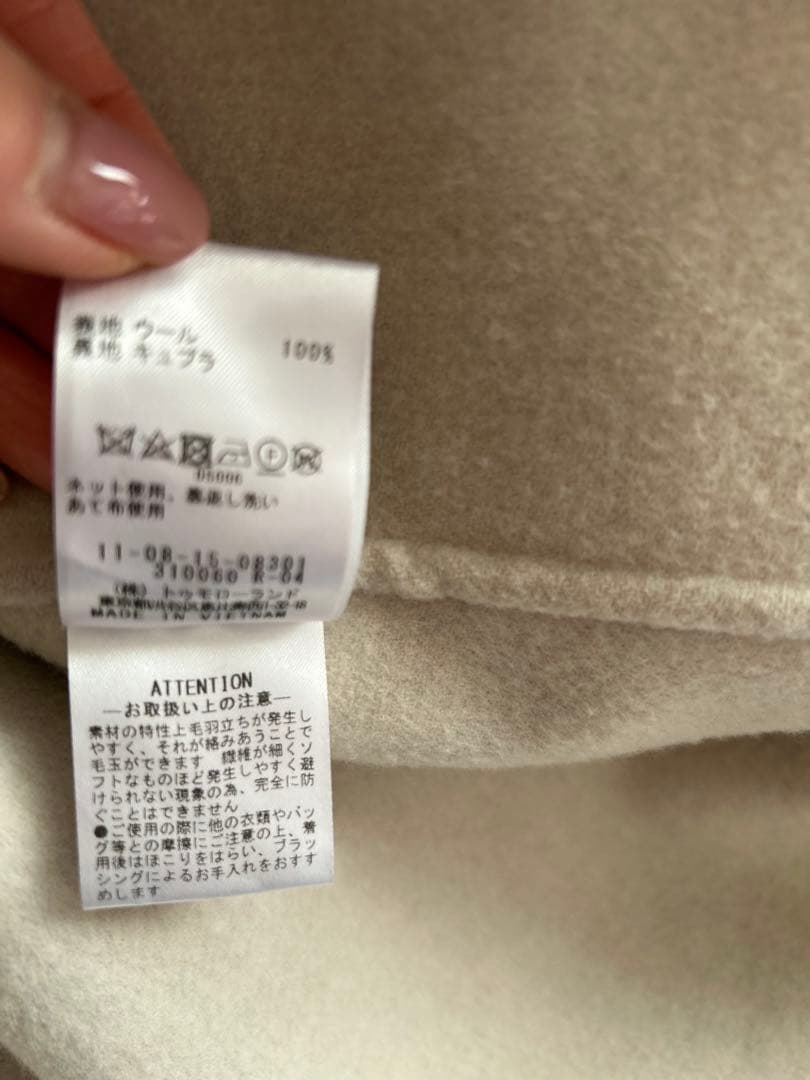 表地 ウール 100%
裏地 キュプラ
05006
ネット使用、裏返し洗い
あて布使用
11-08-15-08301
310060 R-04
(株) トゥモローランド
MADE IN VIETNAM
ATTENTION
―お取扱い上の注意―
素材の特性上毛羽立ちが発生し
やすく、それが絡みあうことで
毛玉ができます 繊維が細くソ
フトなものほど発生しやすく避
けられない現象の為、完全に防
ぐことはできません
●ご使用の際に他の衣類やバッ
グ等との摩擦にご注意の上、着
用後はほこりをはらい、ブラッ
シングによるお手入れをおすす
めします